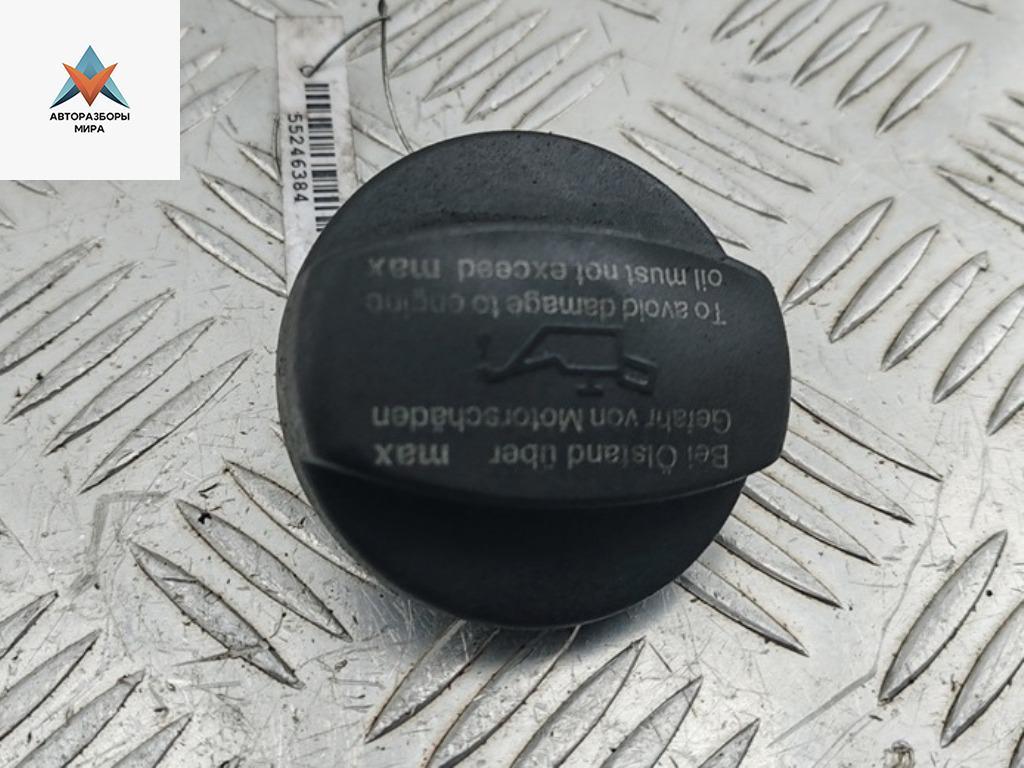 АВТОРАЗБОРЫ
МИРА
55246384
Bei Ölstand über max
Gefahr von Motorschäden
To avoid damage to engine
oil must not exceed max